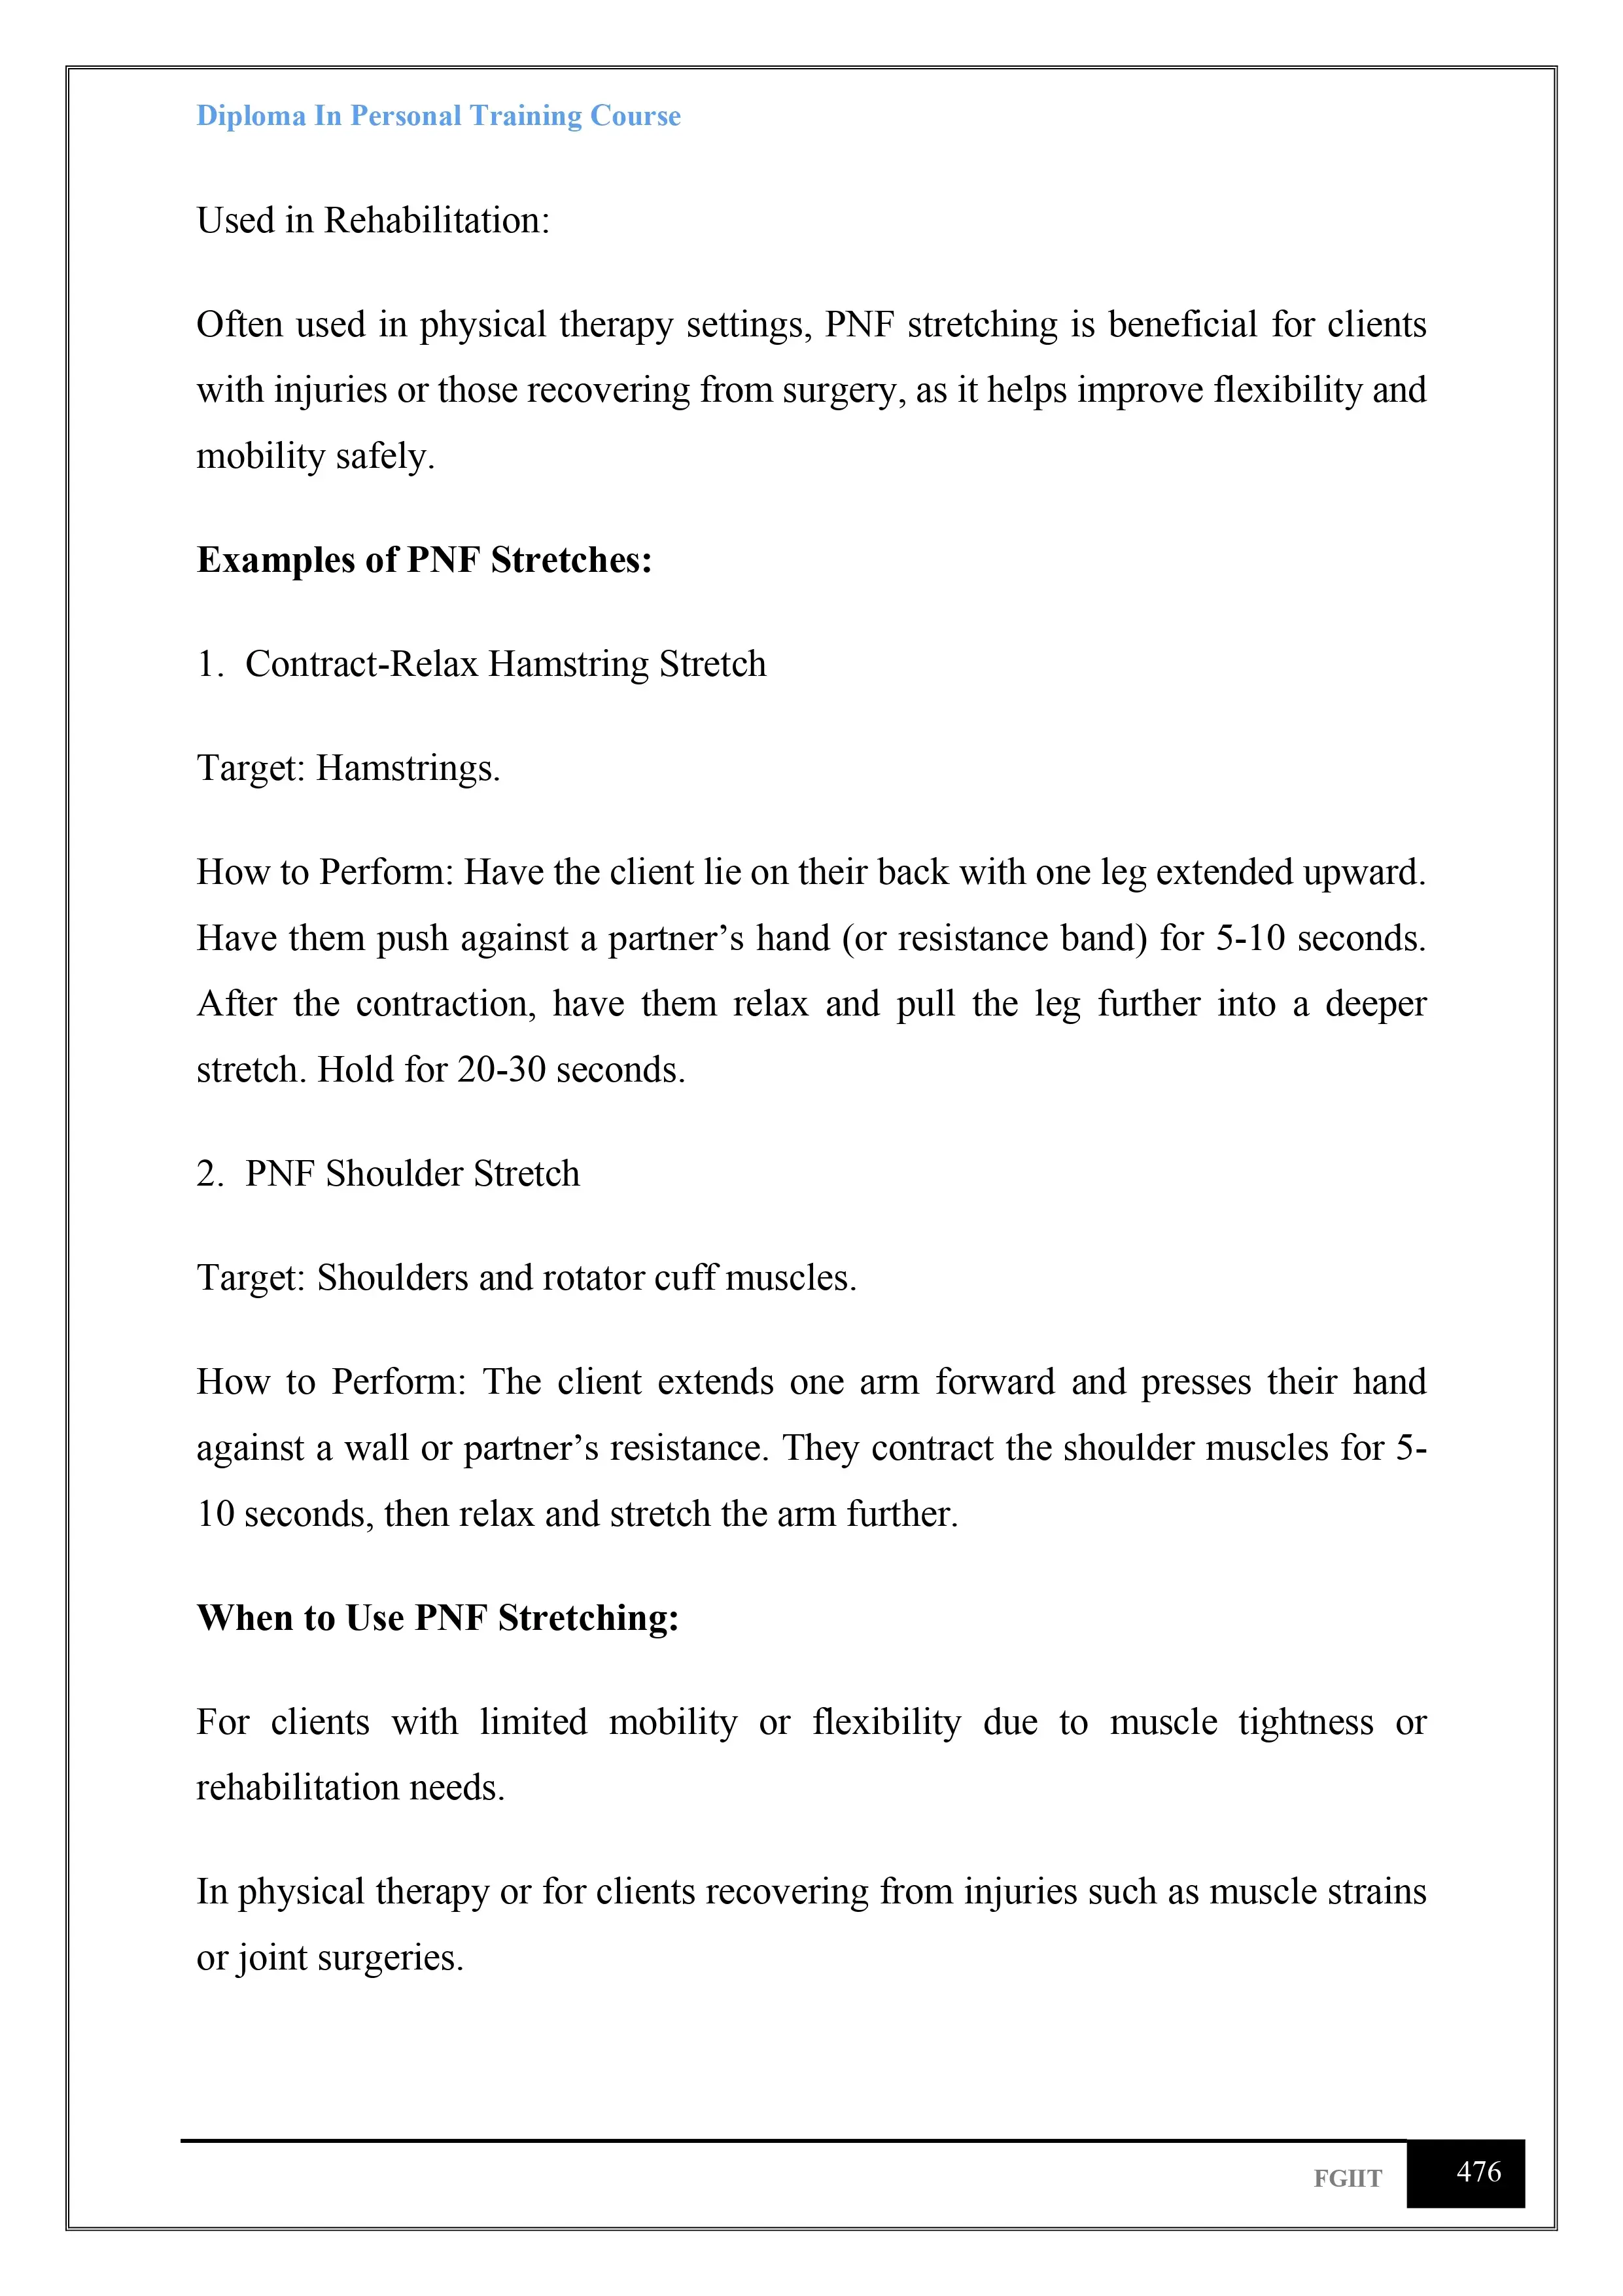 Diploma In Personal Training Course
Used in Rehabilitation:
Often used in physical therapy settings, PNF stretching is beneficial for clients
with injuries or those recovering from surgery, as it helps improve flexibility and
mobility safely.
Examples of PNF Stretches:
1. Contract-Relax Hamstring Stretch
Target: Hamstrings.
How to Perform: Have the client lie on their back with one leg extended upward.
Have them push against a partner’s hand (or resistance band) for 5-10 seconds.
After the contraction, have them relax and pull the leg further into a deeper
stretch. Hold for 20-30 seconds.
2. PNF Shoulder Stretch
Target: Shoulders and rotator cuff muscles.
How to Perform: The client extends one arm forward and presses their hand
against a wall or partner’s resistance. They contract the shoulder muscles for 5-
10 seconds, then relax and stretch the arm further.
When to Use PNF Stretching:
For clients with limited mobility or flexibility due to muscle tightness or
rehabilitation needs.
In physical therapy or for clients recovering from injuries such as muscle strains
or joint surgeries.
FGIIT 476